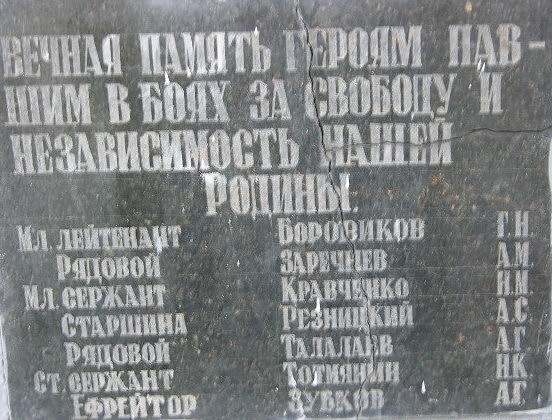 ВЕЧНАЯ ПАМЯТЬ ГЕРОЯМ ПАВ-
ШИМ В БОЯХ ЗА СВОБОДУ И
НЕЗАВИСИМОСТЬ НАШЕЙ
РОДИНЫ.
МЛ. ЛЕЙТЕНАНТ БОРОВИКОВ Г.Н.
РЯДОВОЙ ЗАРЕЧНЕВ А.М.
МЛ. СЕРЖАНТ КРАВЧЕНКО Н.М.
СТАРШИНА РЕЗНИЦКИЙ А.С.
РЯДОВОЙ ТАЛАЛАЕВ А.Г.
СТ. СЕРЖАНТ ТОТМЯНИН Н.К.
ЕФРЕЙТОР ЗУБКОВ А.Г.